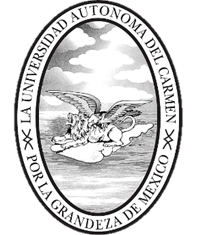 LA UNIVERSIDAD AUTONOMA DEL CARMEN
POR LA GRANDEZA DE MEXICO